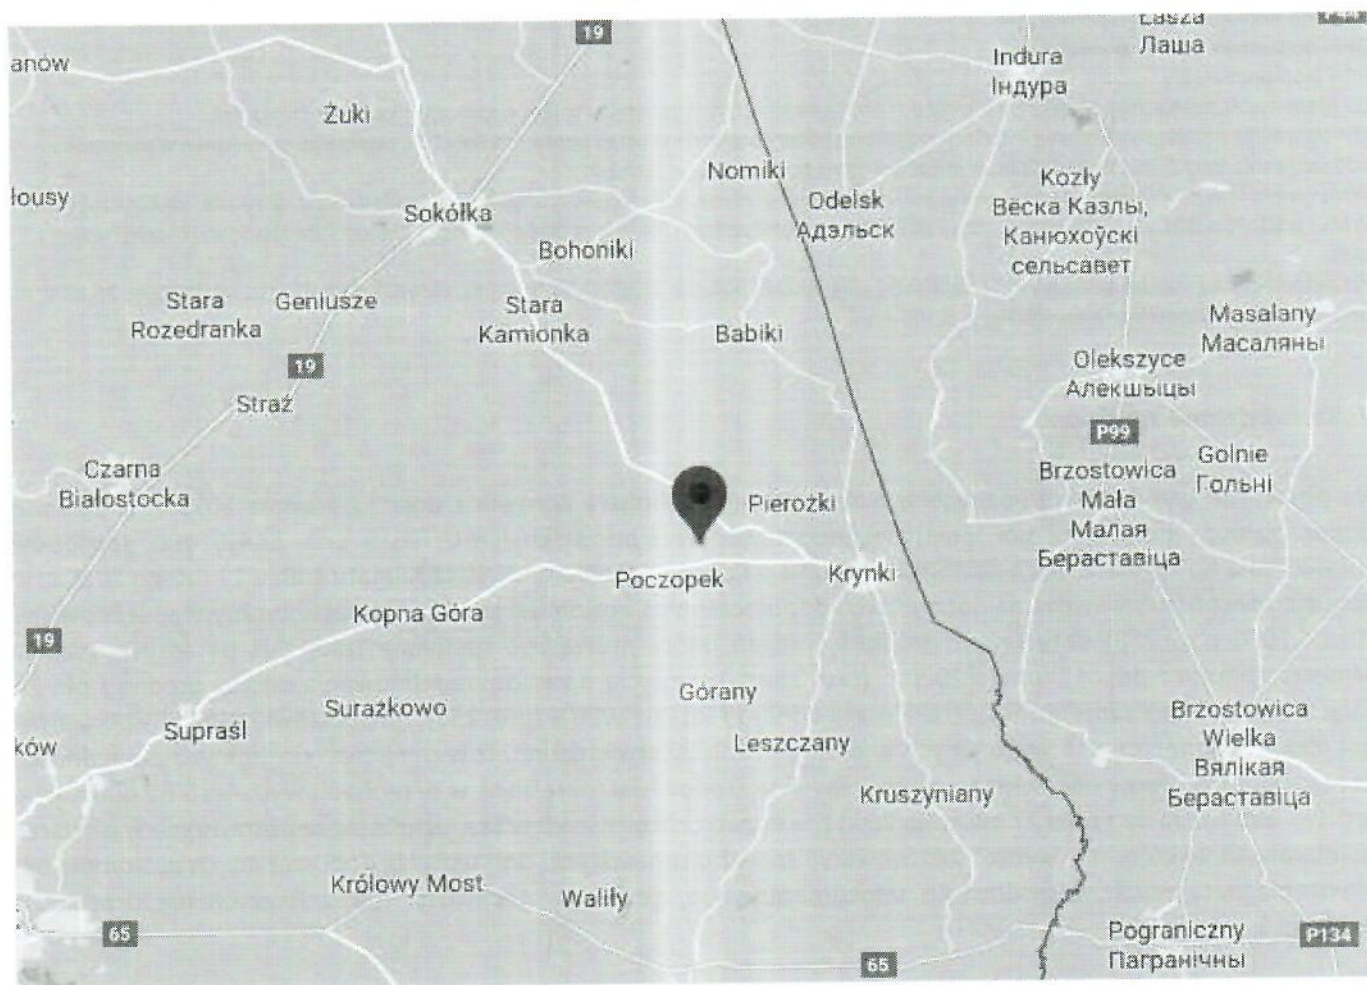 19
Łasza
Лаша
anów
Indura
Індура
Żuki
Nomiki
Odelsk
Адэльск
Kozły
Вёска Казлы,
Канюхоўскі
сельсавет
łousy
Sokółka
Bohoniki
Stara
Rozedranka
Geniusze
Stara
Kamionka
Babiki
Masalany
Масаляны
Olekszyce
Алекшыцы
19
Straż
P99
Czarna
Białostocka
Pierożki
Brzostowica
Mała
Малая
Бераставіца
Golnie
Гольні
Poczopek
Krynki
Kopna Góra
19
Górany
Surażkowo
Supraśl
ków
Leszczany
Brzostowica
Wielka
Вялікая
Бераставіца
Kruszyniany
Królowy Most
Waliły
65
65
Pograniczny
Пагранічны
P134